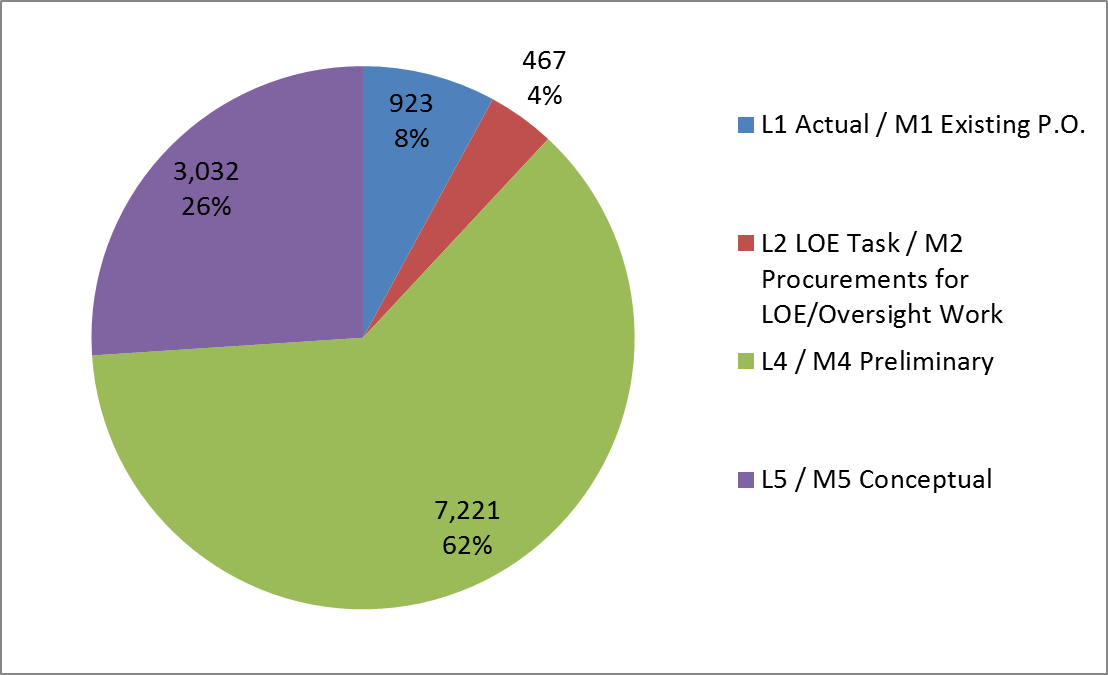 467
4%
923
8%
3,032
26%
7,221
62%
L1 Actual / M1 Existing P.O.
L2 LOE Task / M2
Procurements for
LOE/Oversight Work
L4 / M4 Preliminary
L5 / M5 Conceptual